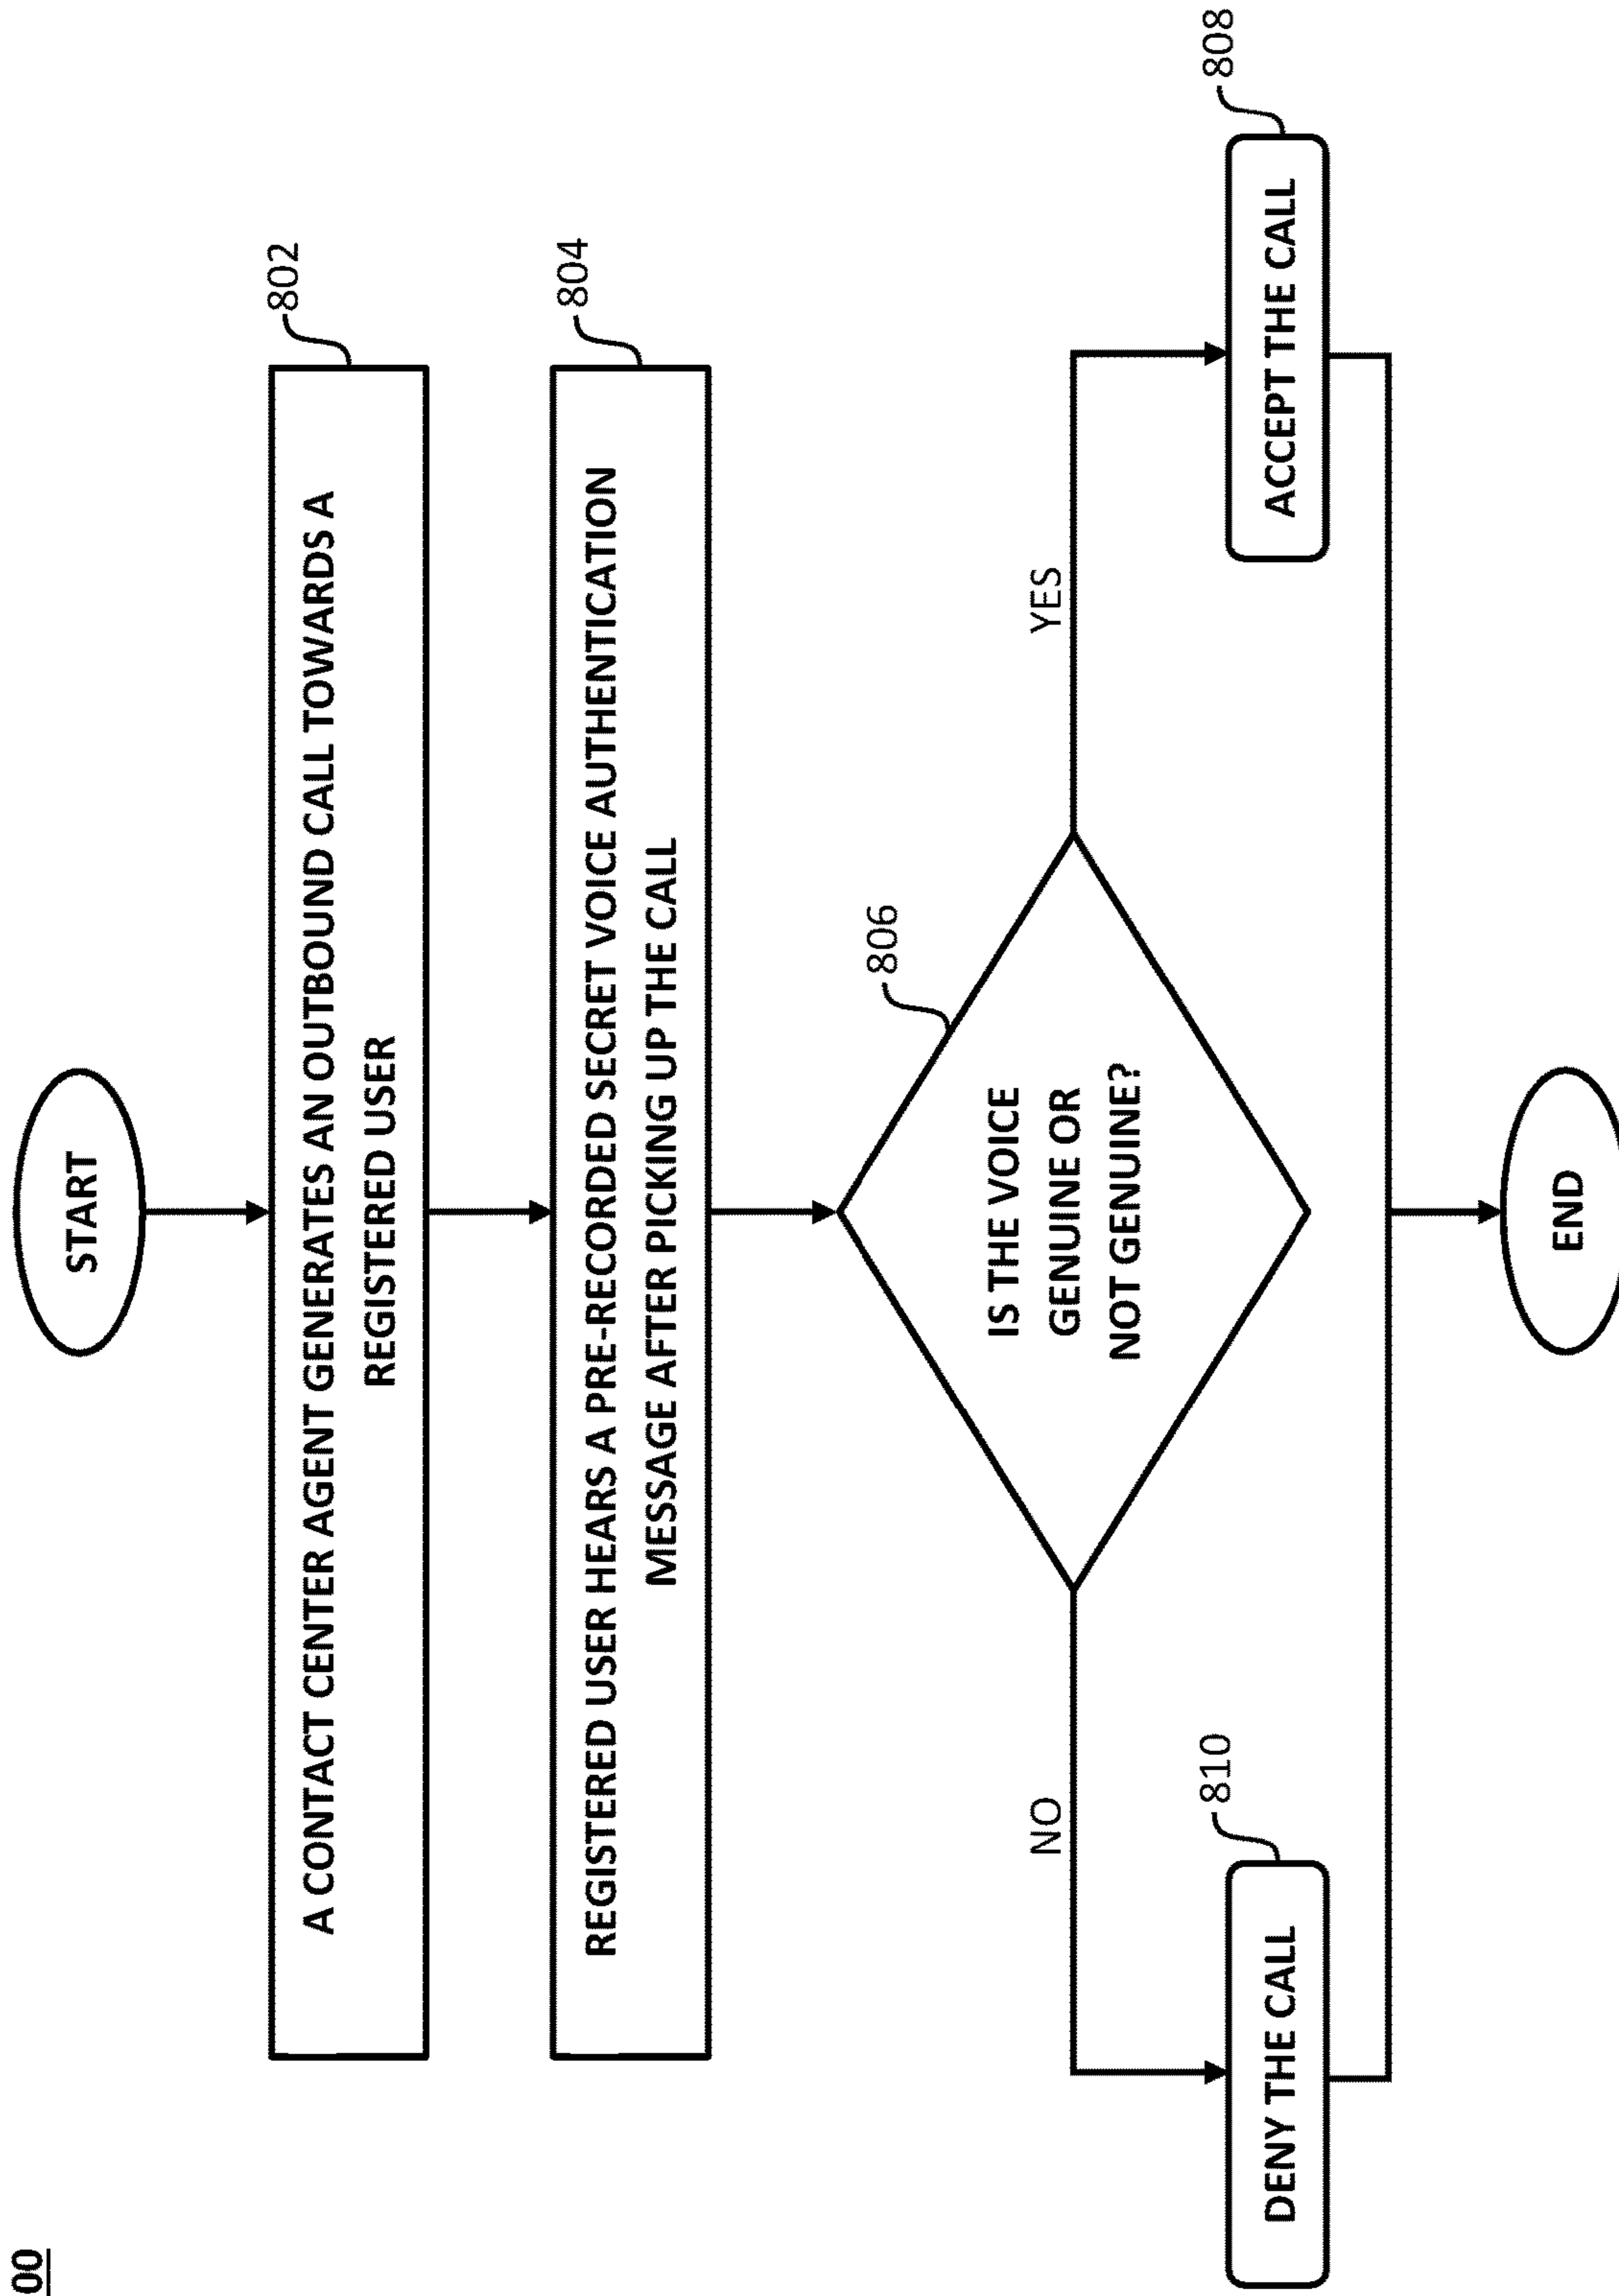 00
START
802
A CONTACT CENTER AGENT GENERATES AN OUTBOUND CALL TOWARDS A
REGISTERED USER
804
REGISTERED USER HEARS A PRE-RECORDED SECRET VOICE AUTHENTICATION
MESSAGE AFTER PICKING UP THE CALL
806
IS THE VOICE
GENUINE OR
NOT GENUINE?
NO
YES
810
DENY THE CALL
808
ACCEPT THE CALL
END